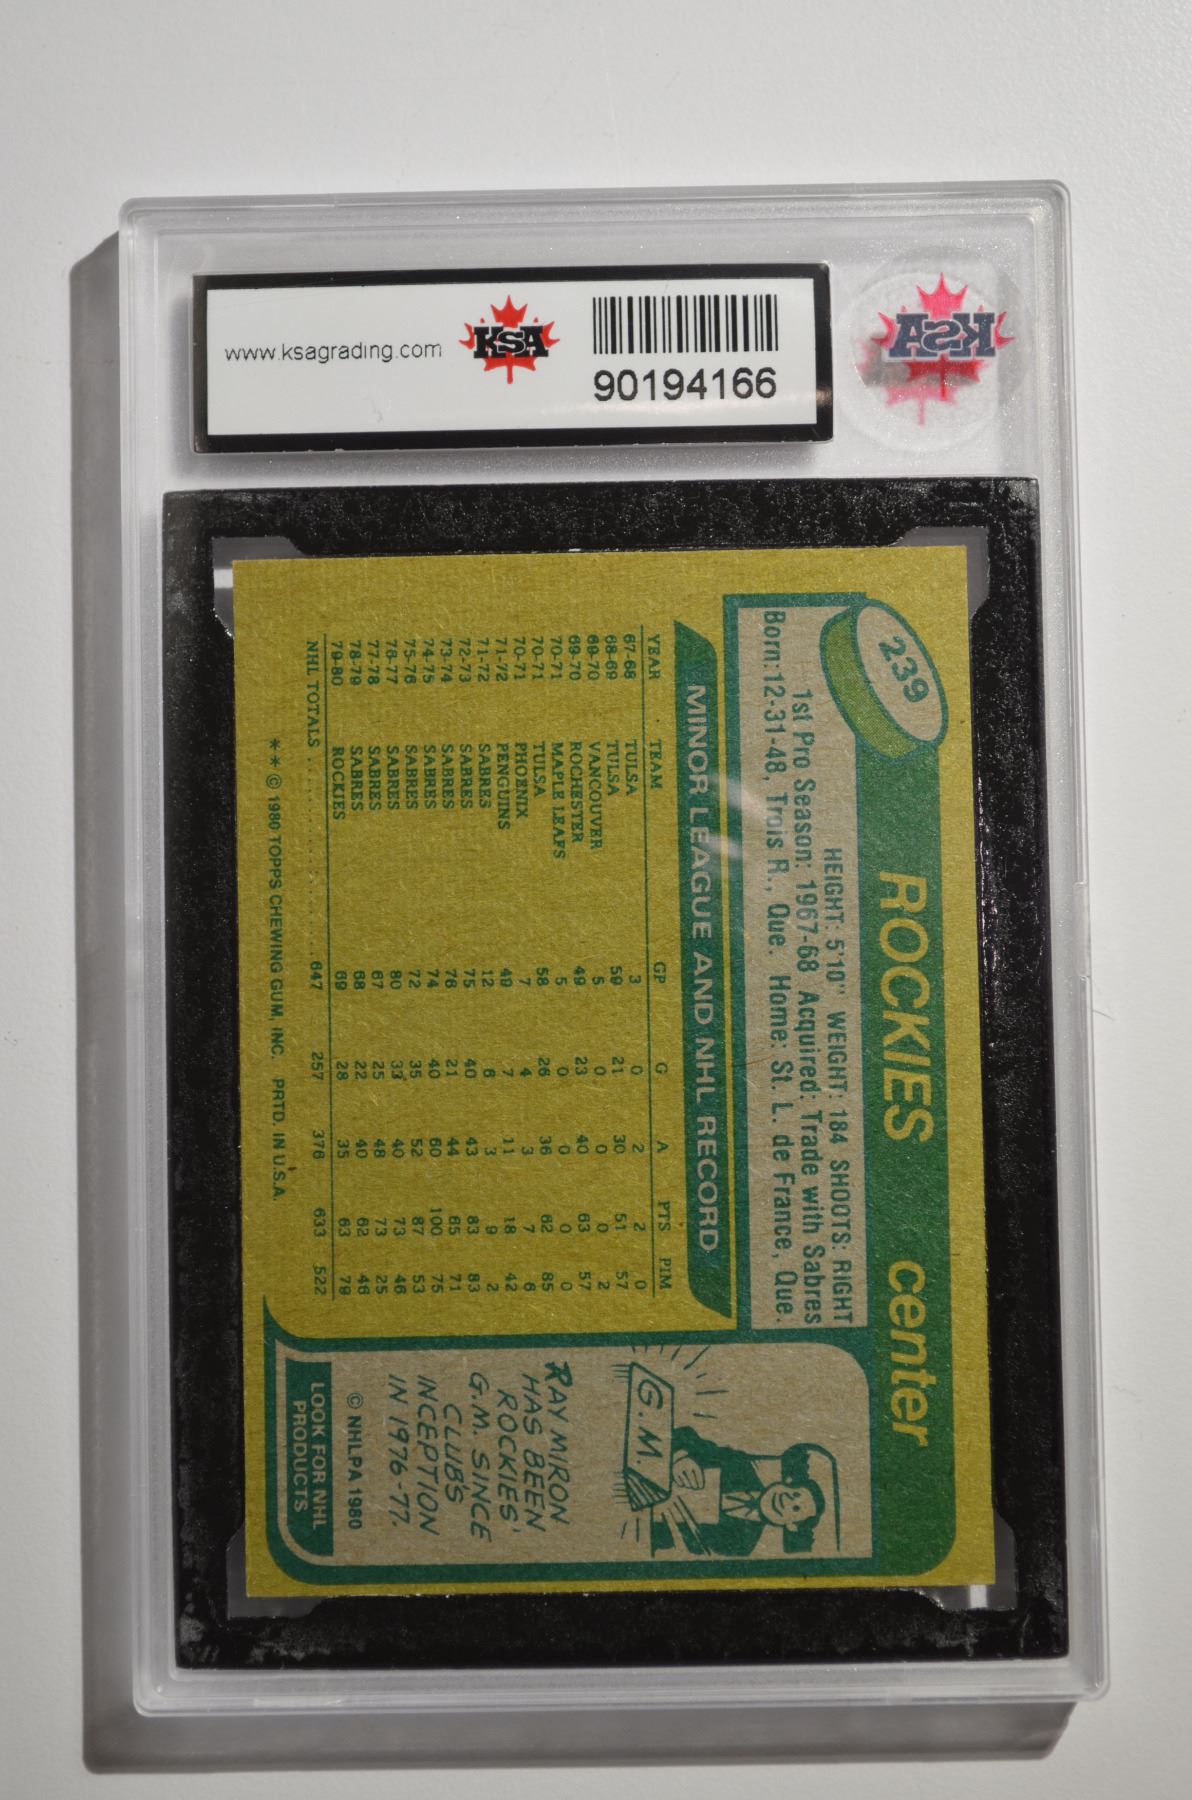 www.ksagrading.com
KSA
90194166
KSA
239
ROCKIES center
HEIGHT: 5'10" WEIGHT: 184 SHOOTS: RIGHT
1st Pro Season: 1967-68 Acquired: Trade with Sabres
Born: 12-31-48, Trois R., Que. Home: St. L. de France, Que.
MINOR LEAGUE AND NHL RECORD
YEAR TEAM GP G A PTS PIM
67-68 TULSA 3 0 2 2 0
68-69 TULSA 59 21 30 51 57
69-70 VANCOUVER 5 0 0 0 2
69-70 ROCHESTER 49 23 40 63 57
70-71 MAPLE LEAFS 5 0 0 0 0
70-71 TULSA 58 26 36 62 85
70-71 PHOENIX 7 4 3 7 6
71-72 PENGUINS 49 7 11 18 42
71-72 SABRES 12 6 3 9 2
72-73 SABRES 75 40 43 83 83
73-74 SABRES 76 21 44 65 71
74-75 SABRES 74 40 60 100 75
75-76 SABRES 72 35 52 87 53
76-77 SABRES 80 33 40 73 46
77-78 SABRES 67 25 48 73 25
78-79 SABRES 68 22 40 62 46
79-80 ROCKIES 69 28 35 63 79
NHL TOTALS 647 257 376 633 522
* * © 1980 TOPPS CHEWING GUM, INC. PRTD. IN U.S.A.
G.M.
RAY MIRON
HAS BEEN
ROCKIES'
G.M. SINCE
CLUB'S
INCEPTION
IN 1976-77.
© NHLPA 1980
LOOK FOR NHL
PRODUCTS